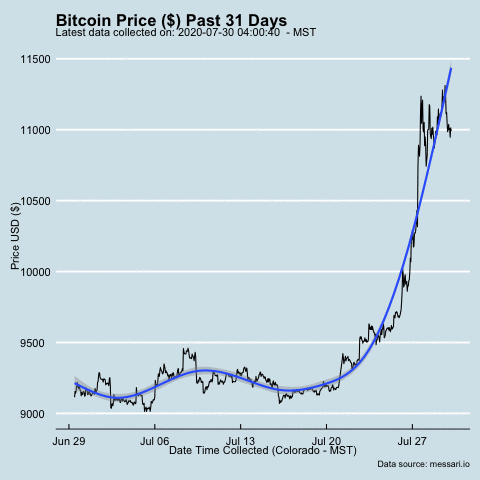 Bitcoin Price ($) Past 31 Days
Latest data collected on: 2020-07-30 04:00:40  - MST
11500
11000
10500
10000
9500
9000
Price USD ($)
Jun 29 Jul 06 Jul 13 Jul 20 Jul 27
Date Time Collected (Colorado - MST)
Data source: messari.io